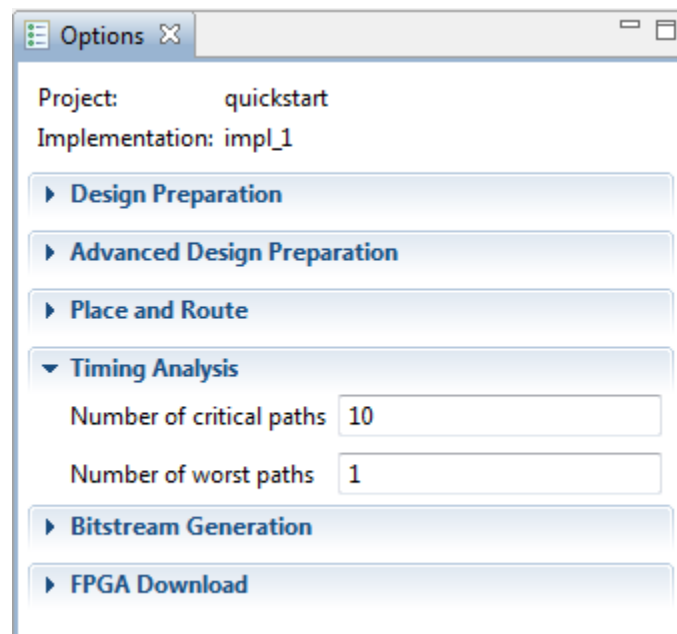 Options
Project: quickstart
Implementation: impl_1
Design Preparation
Advanced Design Preparation
Place and Route
Timing Analysis
Number of critical paths 10
Number of worst paths 1
Bitstream Generation
FPGA Download